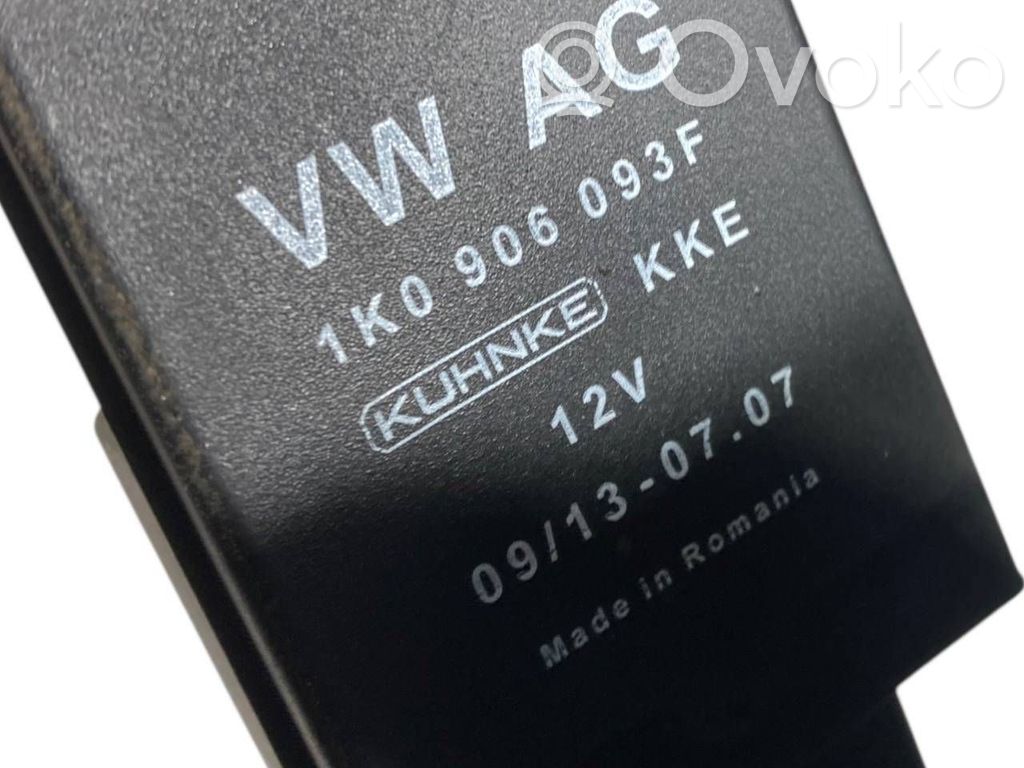 Ovoko
VW AG
1K0 906 093F
KUHNKE KKE
12V
09/13-07.07
Made in Romania